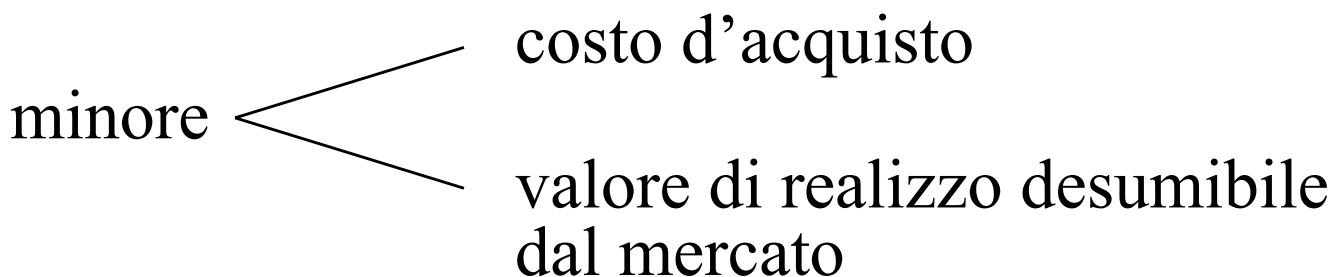 costo d’acquisto
minore
valore di realizzo desumibile
dal mercato